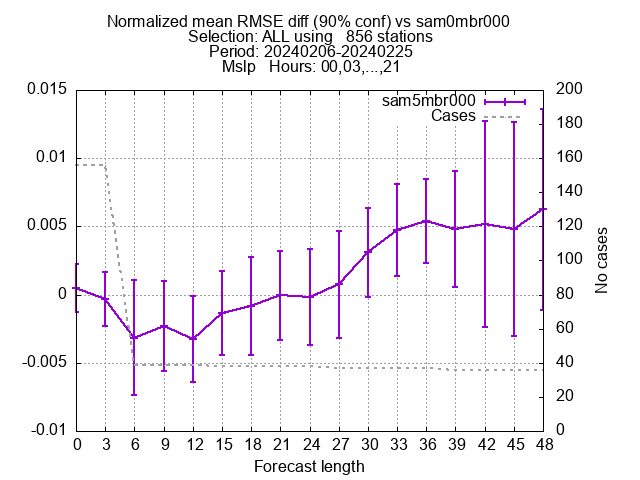 Normalized mean RMSE diff (90% conf) vs sam0mbr000
Selection: ALL using   856 stations
Period: 20240206-20240225
Mslp   Hours: 00,03,...,21
sam5mbr000
Cases
0.015
0.01
0.005
0
-0.005
-0.01
200
180
160
140
120
100
80
60
40
20
0
No cases
0 3 6 9 12 15 18 21 24 27 30 33 36 39 42 45 48
Forecast length